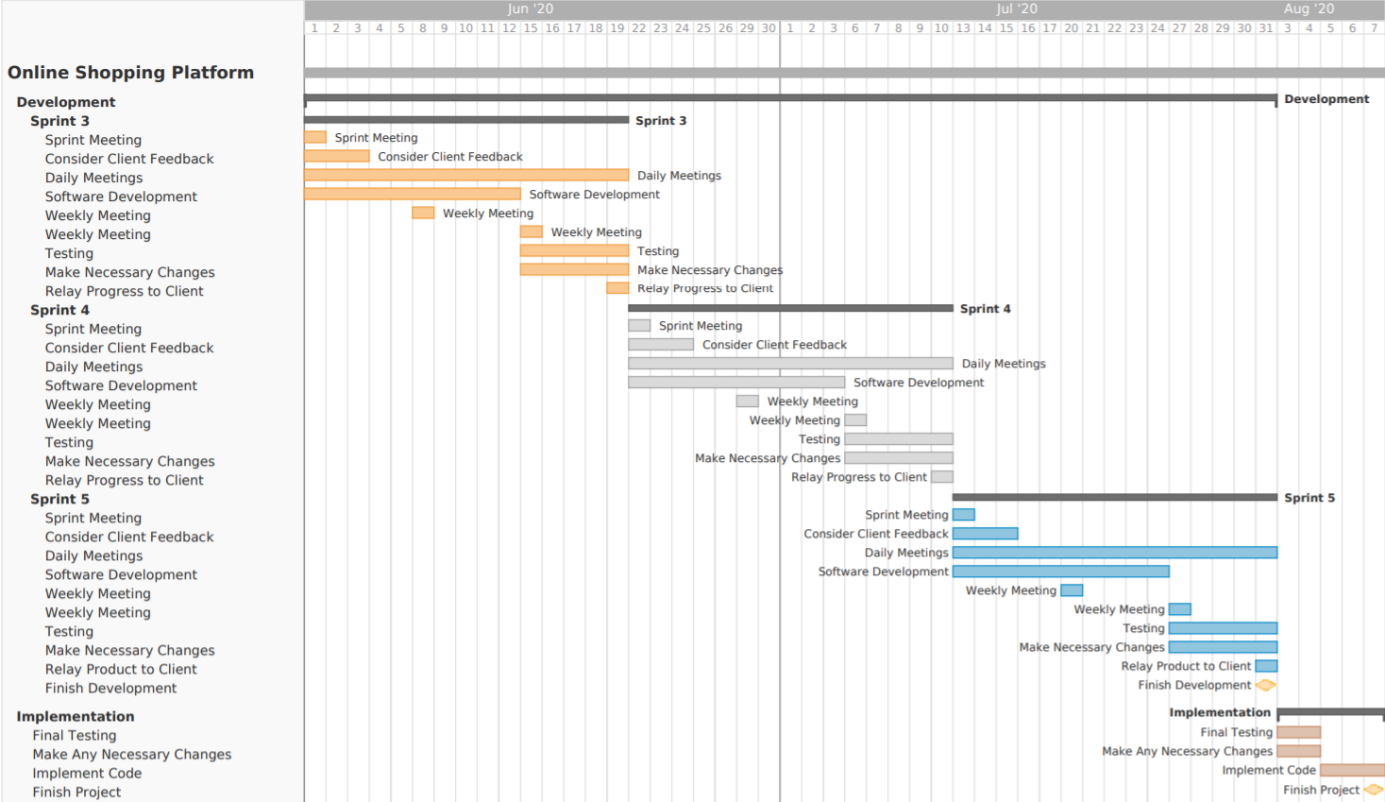 Jun '20 Jul '20 Aug '20
1 2 3 4 5 8 9 10 11 12 15 16 17 18 19 22 23 24 25 26 29 30 1 2 3 6 7 8 9 10 13 14 15 16 17 20 21 22 23 24 27 28 29 30 31 3 4 5 6 7
Online Shopping Platform
Development Development
Sprint 3 Sprint 3
Sprint Meeting Sprint Meeting
Consider Client Feedback Consider Client Feedback
Daily Meetings Daily Meetings
Software Development Software Development
Weekly Meeting Weekly Meeting
Weekly Meeting Weekly Meeting
Testing Testing
Make Necessary Changes Make Necessary Changes
Relay Progress to Client Relay Progress to Client
Sprint 4 Sprint 4
Sprint Meeting Sprint Meeting
Consider Client Feedback Consider Client Feedback
Daily Meetings Daily Meetings
Software Development Software Development
Weekly Meeting Weekly Meeting
Weekly Meeting Weekly Meeting
Testing Testing
Make Necessary Changes Make Necessary Changes
Relay Progress to Client Relay Progress to Client
Sprint 5 Sprint 5
Sprint Meeting Sprint Meeting
Consider Client Feedback Consider Client Feedback
Daily Meetings Daily Meetings
Software Development Software Development
Weekly Meeting Weekly Meeting
Weekly Meeting Weekly Meeting
Testing Testing
Make Necessary Changes Make Necessary Changes
Relay Product to Client Relay Product to Client
Finish Development Finish Development
Implementation Implementation
Final Testing Final Testing
Make Any Necessary Changes Make Any Necessary Changes
Implement Code Implement Code
Finish Project Finish Project